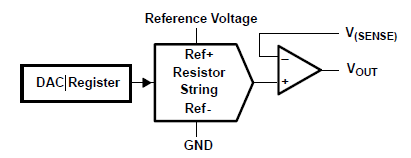 Reference Voltage
V(SENSE)
Ref+
Resistor
String
Ref-
DAC Register
−
+
VOUT
GND